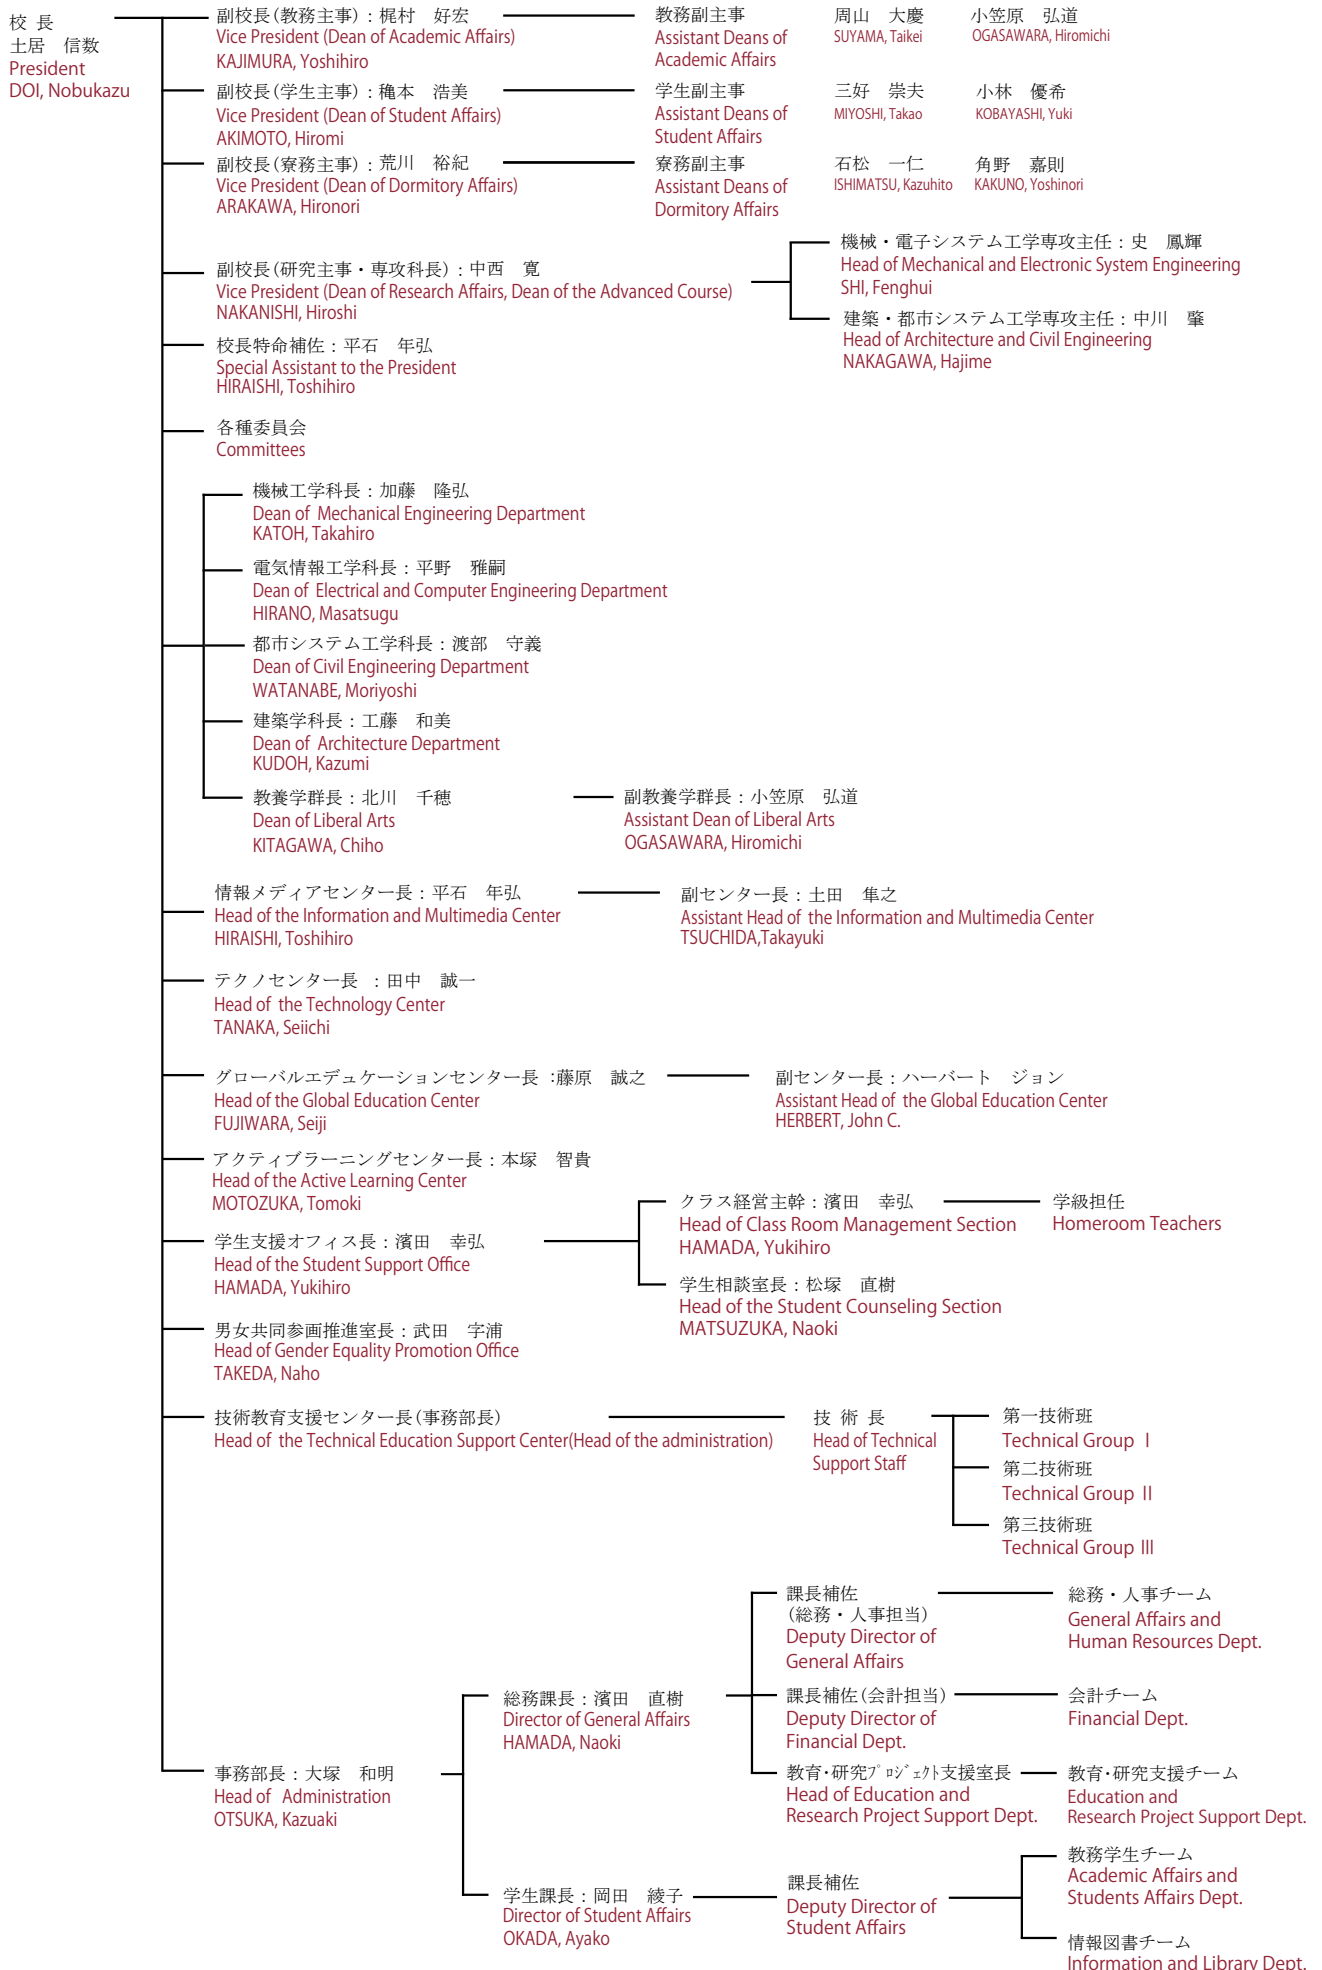 校 長
土居　信数
President
DOI, Nobukazu
副校長(教務主事)：梶村　好宏
Vice President (Dean of Academic Affairs)
KAJIMURA, Yoshihiro
教務副主事
Assistant Deans of
Academic Affairs
周山　大慶
SUYAMA, Taikei
小笠原　弘道
OGASAWARA, Hiromichi
副校長(学生主事)：穐本　浩美
Vice President (Dean of Student Affairs)
AKIMOTO, Hiromi
学生副主事
Assistant Deans of
Student Affairs
三好　崇夫
MIYOSHI, Takao
小林　優希
KOBAYASHI, Yuki
副校長(寮務主事)：荒川　裕紀
Vice President (Dean of Dormitory Affairs)
ARAKAWA, Hironori
寮務副主事
Assistant Deans of
Dormitory Affairs
石松　一仁
ISHIMATSU, Kazuhito
角野　嘉則
KAKUNO, Yoshinori
副校長(研究主事・専攻科長)：中西　寛
Vice President (Dean of Research Affairs, Dean of the Advanced Course)
NAKANISHI, Hiroshi
機械・電子システム工学専攻主任：史　鳳輝
Head of Mechanical and Electronic System Engineering
SHI, Fenghui
建築・都市システム工学専攻主任：中川　肇
Head of Architecture and Civil Engineering
NAKAGAWA, Hajime
校長特命補佐：平石　年弘
Special Assistant to the President
HIRAISHI, Toshihiro
各種委員会
Committees
機械工学科長：加藤　隆弘
Dean of Mechanical Engineering Department
KATOH, Takahiro
電気情報工学科長：平野　雅嗣
Dean of Electrical and Computer Engineering Department
HIRANO, Masatsugu
都市システム工学科長：渡部　守義
Dean of Civil Engineering Department
WATANABE, Moriyoshi
建築学科長：工藤　和美
Dean of Architecture Department
KUDOH, Kazumi
教養学群長：北川　千穂
Dean of Liberal Arts
KITAGAWA, Chiho
副教養学群長：小笠原　弘道
Assistant Dean of Liberal Arts
OGASAWARA, Hiromichi
情報メディアセンター長：平石　年弘
Head of the Information and Multimedia Center
HIRAISHI, Toshihiro
副センター長：土田　隼之
Assistant Head of the Information and Multimedia Center
TSUCHIDA,Takayuki
テクノセンター長　：田中　誠一
Head of the Technology Center
TANAKA, Seiichi
グローバルエデュケーションセンター長　:藤原　誠之
Head of the Global Education Center
FUJIWARA, Seiji
副センター長：ハーバート　ジョン
Assistant Head of the Global Education Center
HERBERT, John C.
アクティブラーニングセンター長：本塚　智貴
Head of the Active Learning Center
MOTOZUKA, Tomoki
学生支援オフィス長：濱田　幸弘
Head of the Student Support Office
HAMADA, Yukihiro
クラス経営主幹：濱田　幸弘
Head of Class Room Management Section
HAMADA, Yukihiro
学級担任
Homeroom Teachers
学生相談室長：松塚　直樹
Head of the Student Counseling Section
MATSUZUKA, Naoki
男女共同参画推進室長：武田　字浦
Head of Gender Equality Promotion Office
TAKEDA, Naho
技術教育支援センター長(事務部長)
Head of the Technical Education Support Center(Head of the administration)
技 術 長
Head of Technical
Support Staff
第一技術班
Technical Group Ⅰ
第二技術班
Technical Group Ⅱ
第三技術班
Technical Group Ⅲ
事務部長：大塚　和明
Head of Administration
OTSUKA, Kazuaki
総務課長：濱田　直樹
Director of General Affairs
HAMADA, Naoki
課長補佐
(総務・人事担当)
Deputy Director of
General Affairs
総務・人事チーム
General Affairs and
Human Resources Dept.
課長補佐(会計担当)
Deputy Director of
Financial Dept.
会計チーム
Financial Dept.
教育･研究ﾌﾟﾛｼﾞｪｸﾄ支援室長
Head of Education and
Research Project Support Dept.
教育･研究支援チーム
Education and
Research Project Support Dept.
学生課長：岡田　綾子
Director of Student Affairs
OKADA, Ayako
課長補佐
Deputy Director of
Student Affairs
教務学生チーム
Academic Affairs and
Students Affairs Dept.
情報図書チーム
Information and Library Dept.